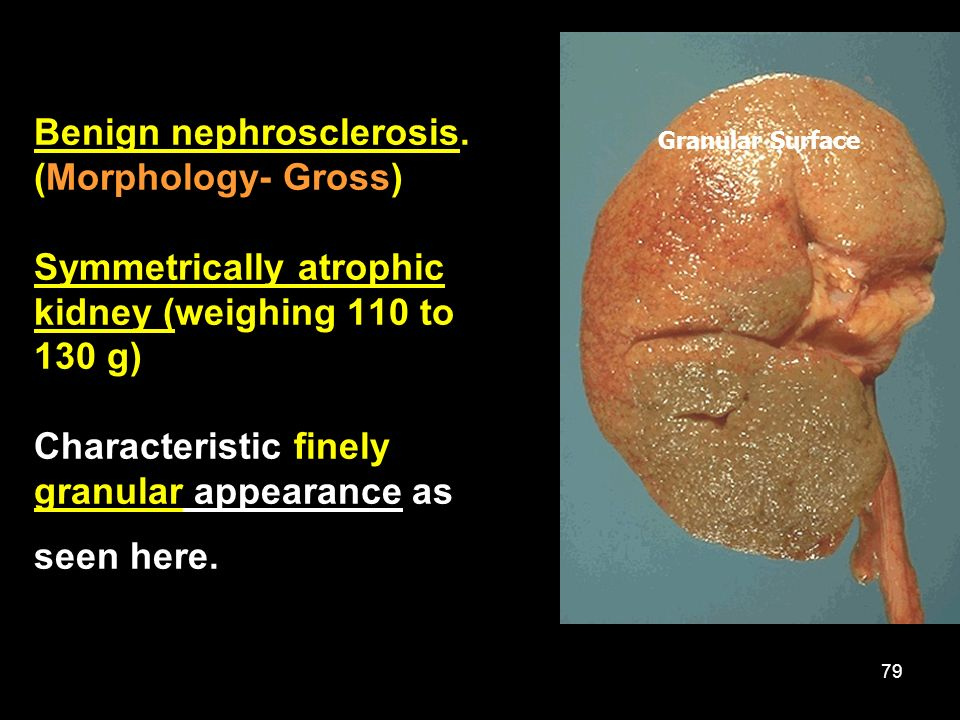 Benign nephrosclerosis.
(Morphology- Gross)
Symmetrically atrophic
kidney (weighing 110 to
130 g)
Characteristic finely
granular appearance as
seen here.
Granular Surface
79